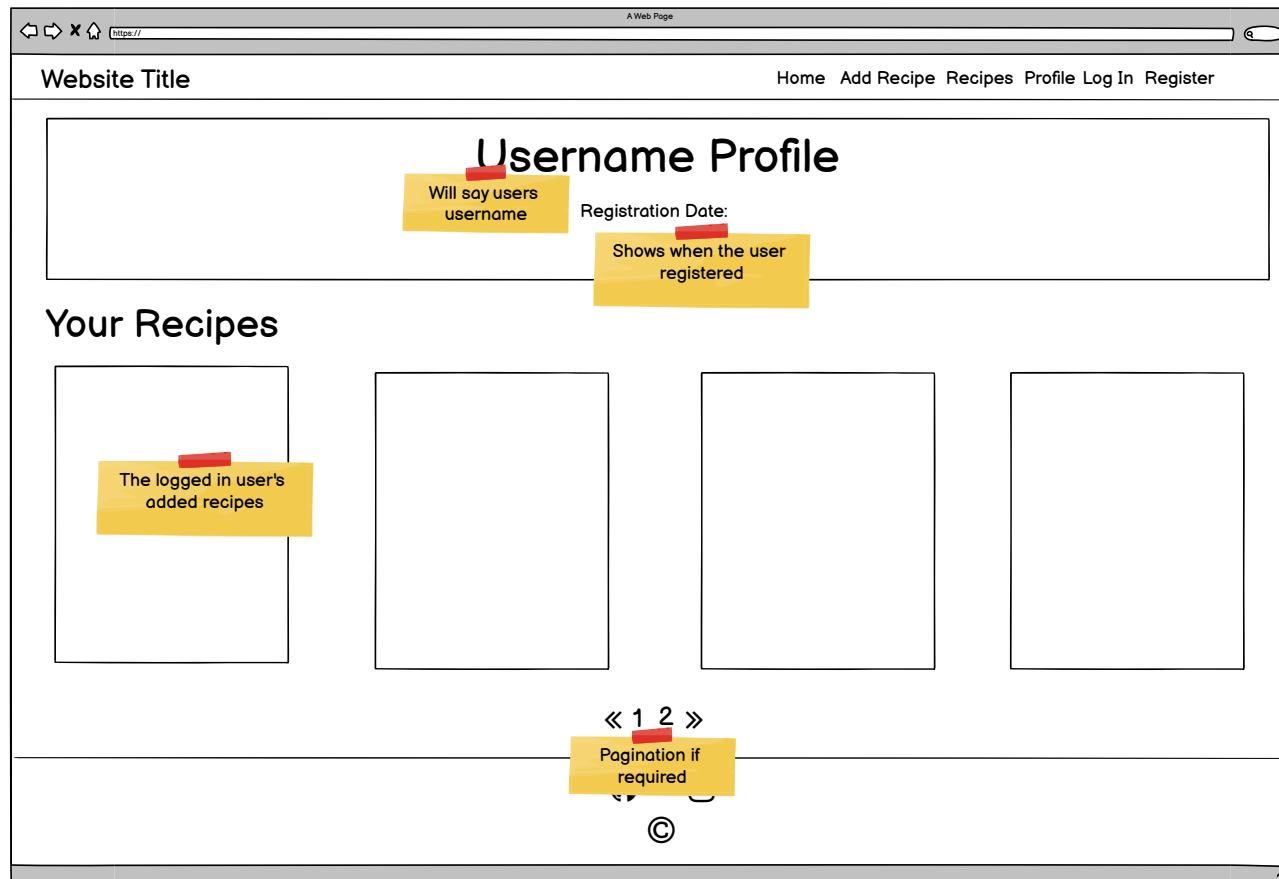 A Web Page
https://
Website Title
Home Add Recipe Recipes Profile Log In Register
Username Profile
Will say users
username
Registration Date:
Shows when the user
registered
Your Recipes
The logged in user's
added recipes
« 1 2 »
Pagination if
required
©